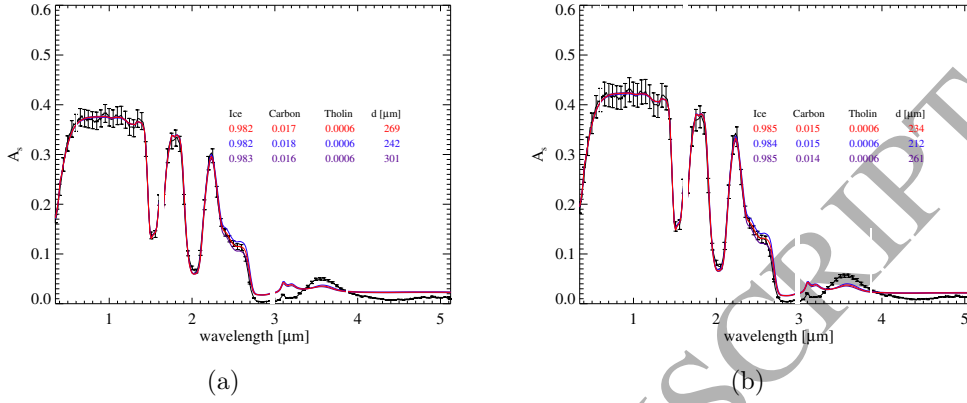 0.6
0.5
0.4
0.3
0.2
0.1
0.0
A_s
Ice Carbon Tholin d [μm]
0.982 0.017 0.0006 269
0.982 0.018 0.0006 242
0.983 0.016 0.0006 301
1 2 3 4 5
wavelength [μm]
(a)
0.6
0.5
0.4
0.3
0.2
0.1
0.0
A_s
Ice Carbon Tholin d [μm]
0.985 0.015 0.0006 234
0.984 0.015 0.0006 212
0.985 0.014 0.0006 261
1 2 3 4 5
wavelength [μm]
(b)
SCRIPT